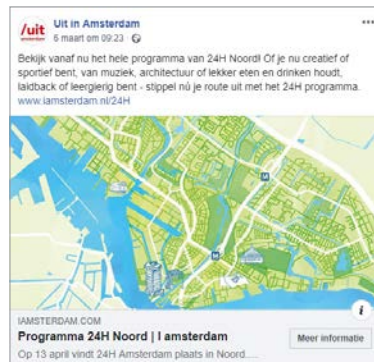 /uit
amsterdam
Uit in Amsterdam
6 maart om 09:23
Bekijk vanaf nu het hele programma van 24H Noord! Of je nu creatief of
sportief bent, van muziek, architectuur of lekker eten en drinken houdt,
laidback of leergierig bent - stippel nú je route uit met het 24H programma.
www.iamsterdam.nl/24H
M
M
i
IAMSTERDAM.COM
Programma 24H Noord | I amsterdam
Meer informatie
Op 13 april vindt 24H Amsterdam plaats in Noord....